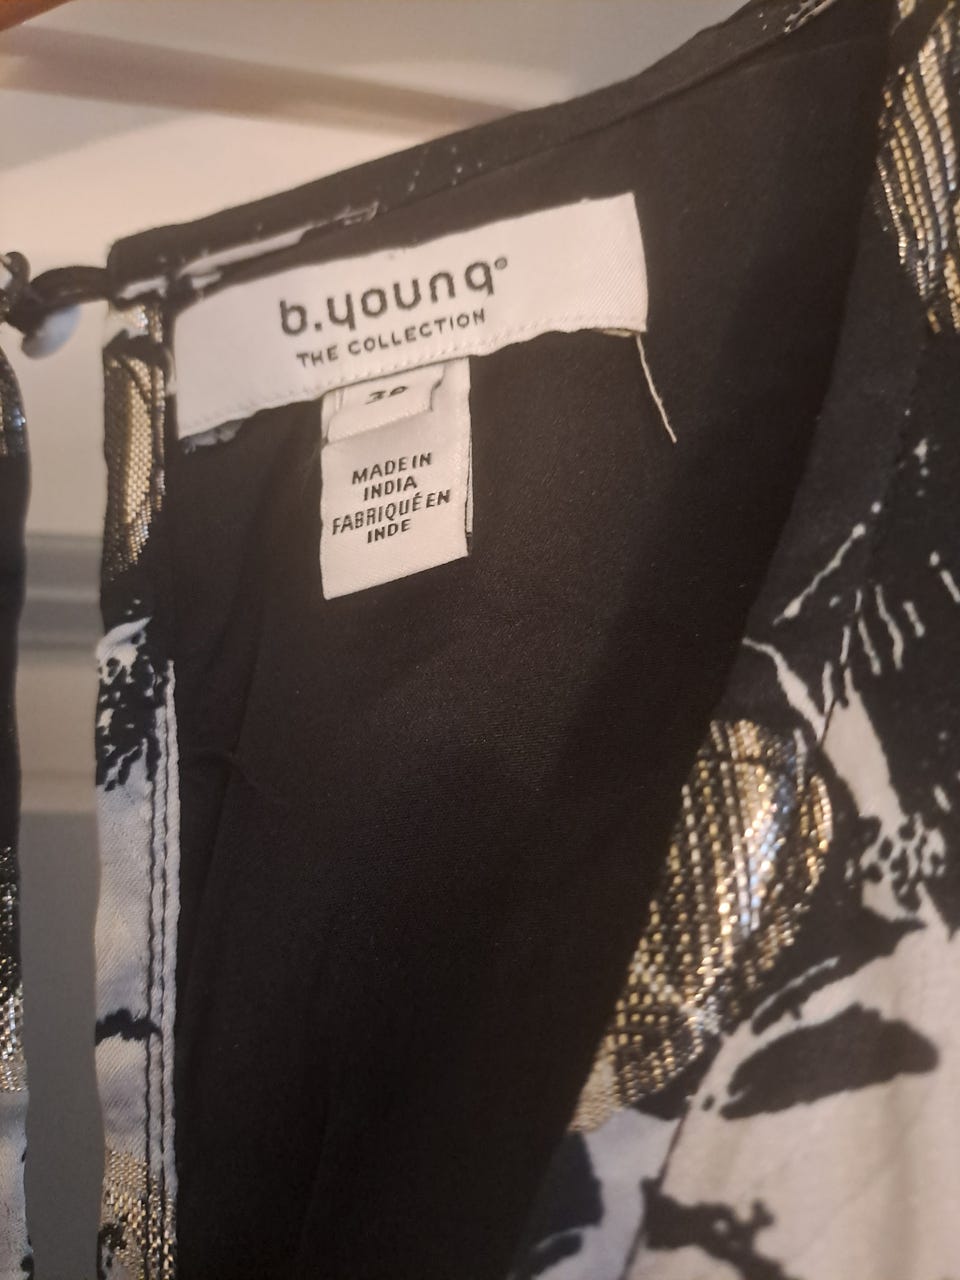 b.young®
THE COLLECTION
MADE IN
INDIA
FABRIQUÉ EN
INDE